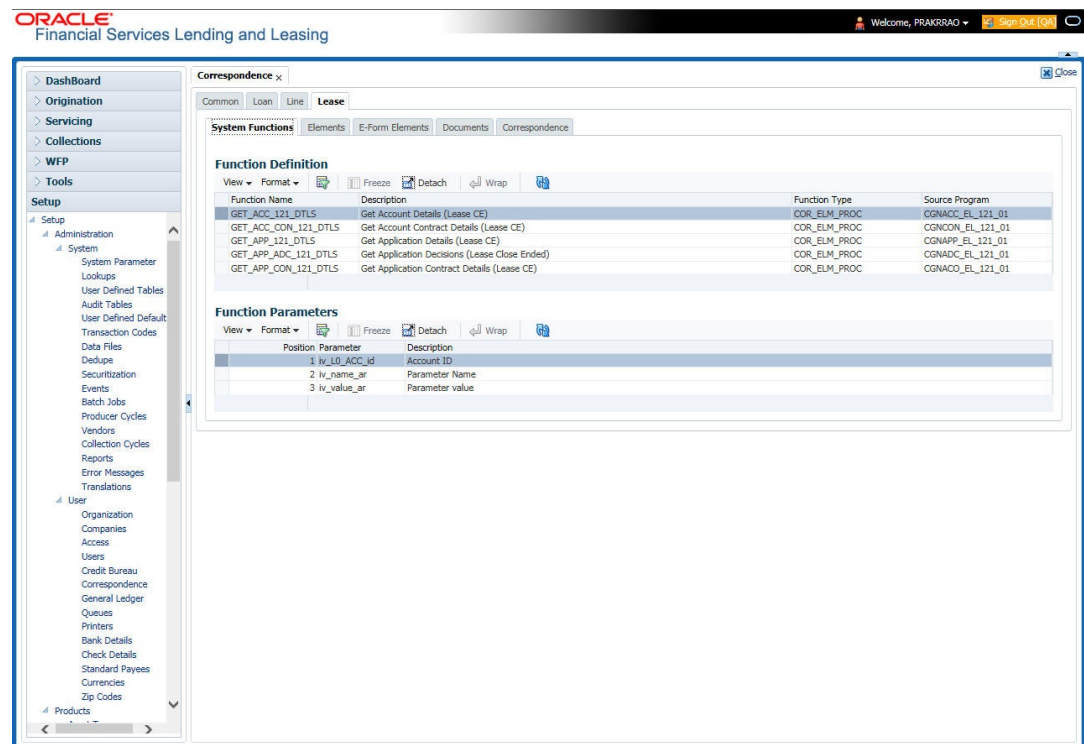 ORACLE
Financial Services Lending and Leasing
Welcome, PRAKRRAO
Sign Out [QA]
Close
DashBoard
Origination
Servicing
Collections
WFP
Tools
Setup
Setup
Administration
System
System Parameter
Lookups
User Defined Tables
Audit Tables
User Defined Default
Transaction Codes
Data Files
Dedupe
Securitization
Events
Batch Jobs
Producer Cycles
Vendors
Collection Cycles
Reports
Error Messages
Translations
User
Organization
Companies
Access
Users
Credit Bureau
Correspondence
General Ledger
Queues
Printers
Bank Details
Check Details
Standard Payees
Currencies
Zip Codes
Products
Correspondence x
Common Loan Line Lease
System Functions Elements E-Form Elements Documents Correspondence
Function Definition
View Format Freeze Detach Wrap
Function Name Description Function Type Source Program
GET_ACC_121_DTLS Get Account Details (Lease CE) COR_ELM_PROC CGNACC_EL_121_01
GET_ACC_CON_121_DTLS Get Account Contract Details (Lease CE) COR_ELM_PROC CGNCON_EL_121_01
GET_APP_121_DTLS Get Application Details (Lease CE) COR_ELM_PROC CGNAPP_EL_121_01
GET_APP_ADC_121_DTLS Get Application Decisions (Lease Close Ended) COR_ELM_PROC CGNADC_EL_121_01
GET_APP_CON_121_DTLS Get Application Contract Details (Lease CE) COR_ELM_PROC CGNACO_EL_121_01
Function Parameters
View Format Freeze Detach Wrap
Position Parameter Description
1 iv_L0_ACC_id Account ID
2 iv_name_ar Parameter Name
3 iv_value_ar Parameter value